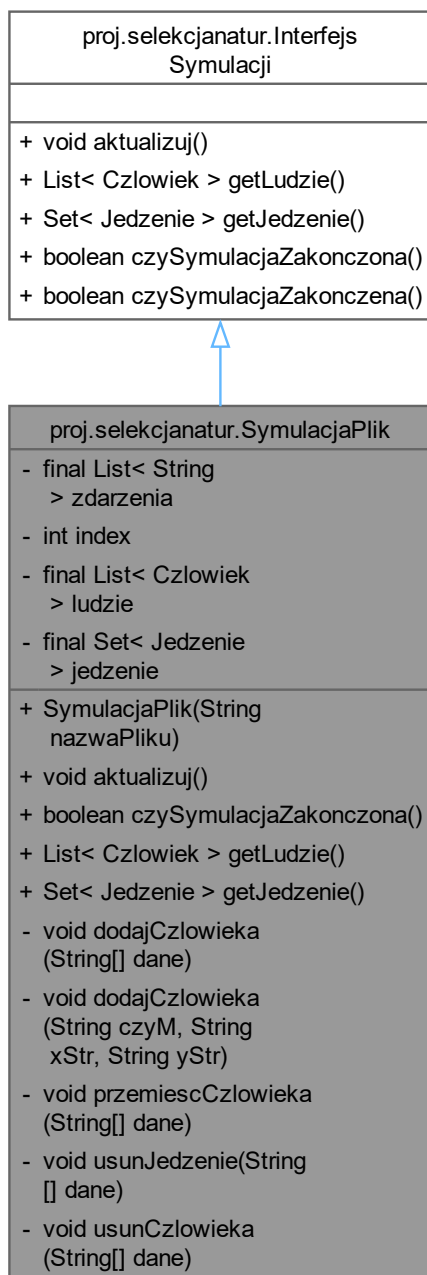 proj.selekcjanatur.Interfejs
Symulacji
+ void aktualizuj()
+ List< Czlowiek > getLudzie()
+ Set< Jedzenie > getJedzenie()
+ boolean czySymulacjaZakonczona()
+ boolean czySymulacjaZakonczena()
proj.selekcjanatur.SymulacjaPlik
- final List< String
> zdarzenia
- int index
- final List< Czlowiek
> ludzie
- final Set< Jedzenie
> jedzenie
+ SymulacjaPlik(String
nazwaPliku)
+ void aktualizuj()
+ boolean czySymulacjaZakonczona()
+ List< Czlowiek > getLudzie()
+ Set< Jedzenie > getJedzenie()
- void dodajCzlowieka
(String[] dane)
- void dodajCzlowieka
(String czyM, String
xStr, String yStr)
- void przemiescCzlowieka
(String[] dane)
- void usunJedzenie(String
[] dane)
- void usunCzlowieka
(String[] dane)